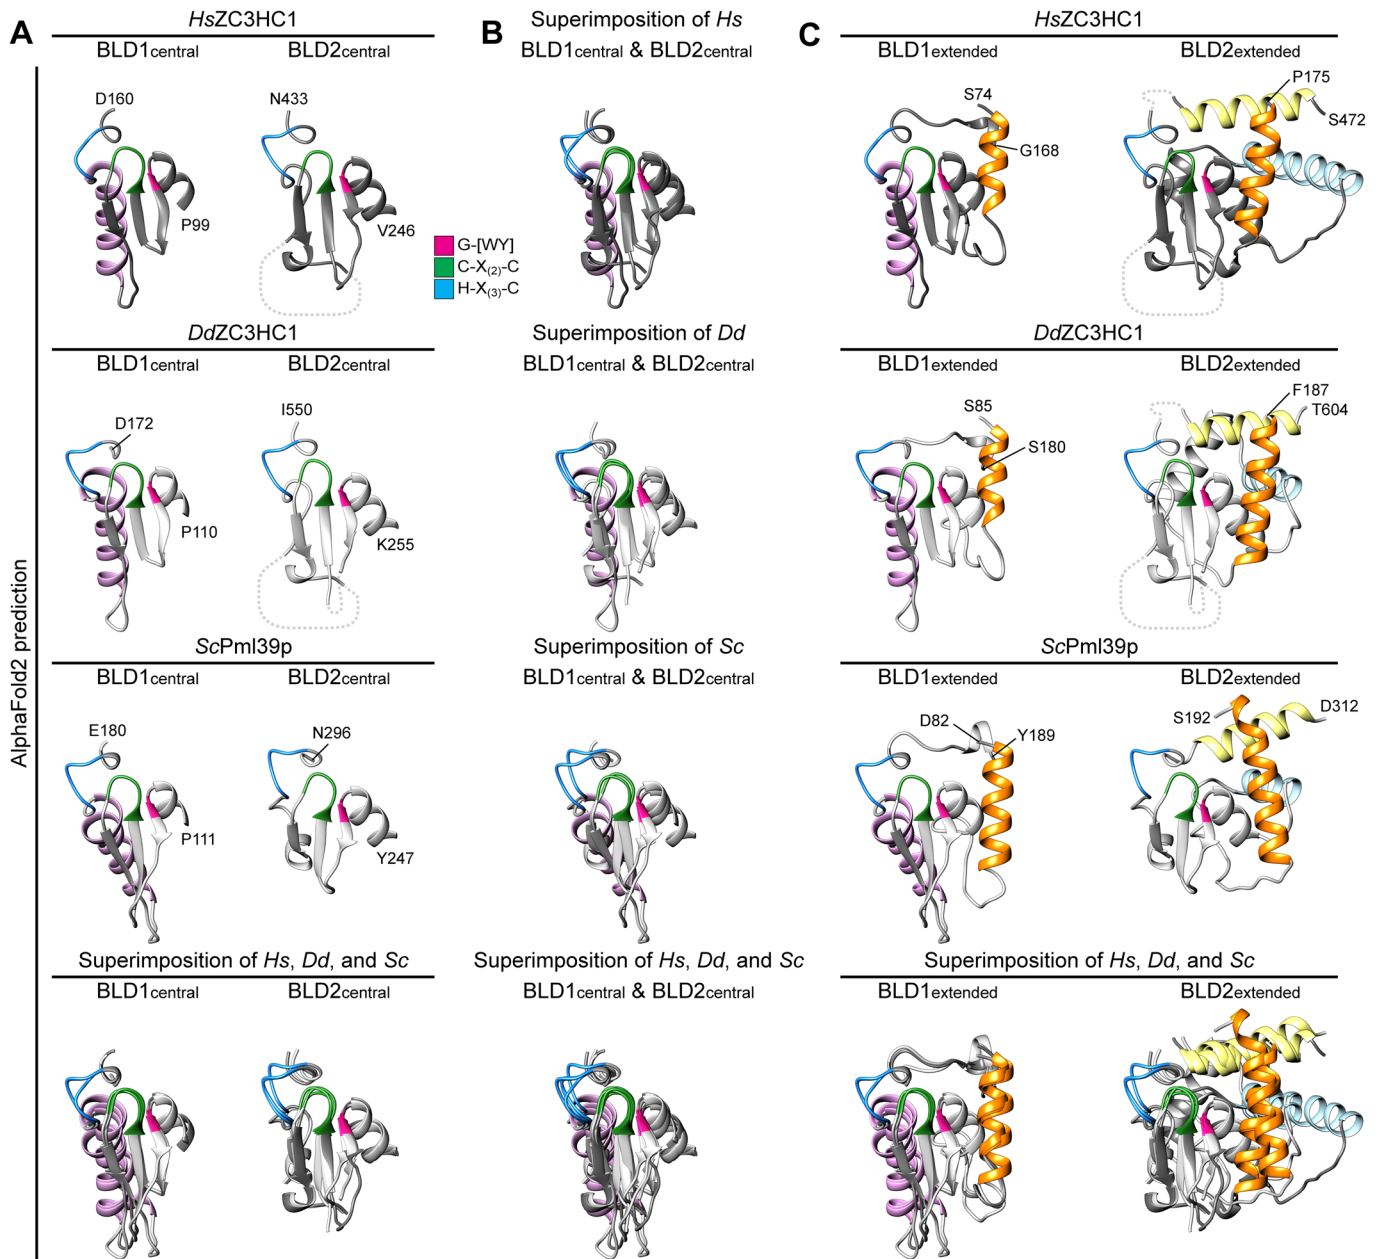 A
HsZC3HC1
BLD1central
BLD2central
D160
N433
P99
V246
G-[WY]
C-X(2)-C
H-X(3)-C
B
Superimposition of Hs
BLD1central & BLD2central
C
HsZC3HC1
BLD1extended
BLD2extended
S74
G168
P175
S472
AlphaFold2 prediction
DdZC3HC1
BLD1central
BLD2central
D172
I550
P110
K255
Superimposition of Dd
BLD1central & BLD2central
DdZC3HC1
BLD1extended
BLD2extended
S85
S180
F187
T604
ScPml39p
BLD1central
BLD2central
E180
N296
P111
Y247
Superimposition of Sc
BLD1central & BLD2central
ScPml39p
BLD1extended
BLD2extended
D82
Y189
S192
D312
Superimposition of Hs, Dd, and Sc
BLD1central
BLD2central
Superimposition of Hs, Dd, and Sc
BLD1central & BLD2central
Superimposition of Hs, Dd, and Sc
BLD1extended
BLD2extended